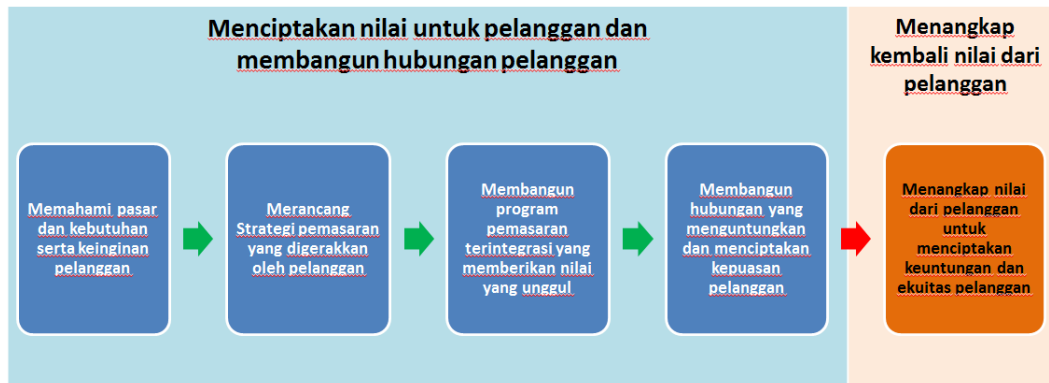 Menciptakan nilai untuk pelanggan dan
membangun hubungan pelanggan
Menangkap
kembali nilai dari
pelanggan
Memahami pasar
dan kebutuhan
serta keinginan
pelanggan
Merancang
Strategi pemasaran
yang digerakkan
oleh pelanggan
Membangun
program
pemasaran
terintegrasi yang
memberikan nilai
yang unggul
Membangun
hubungan yang
menguntungkan
dan menciptakan
kepuasan
pelanggan
Menangkap nilai
dari pelanggan
untuk
menciptakan
keuntungan dan
ekuitas pelanggan